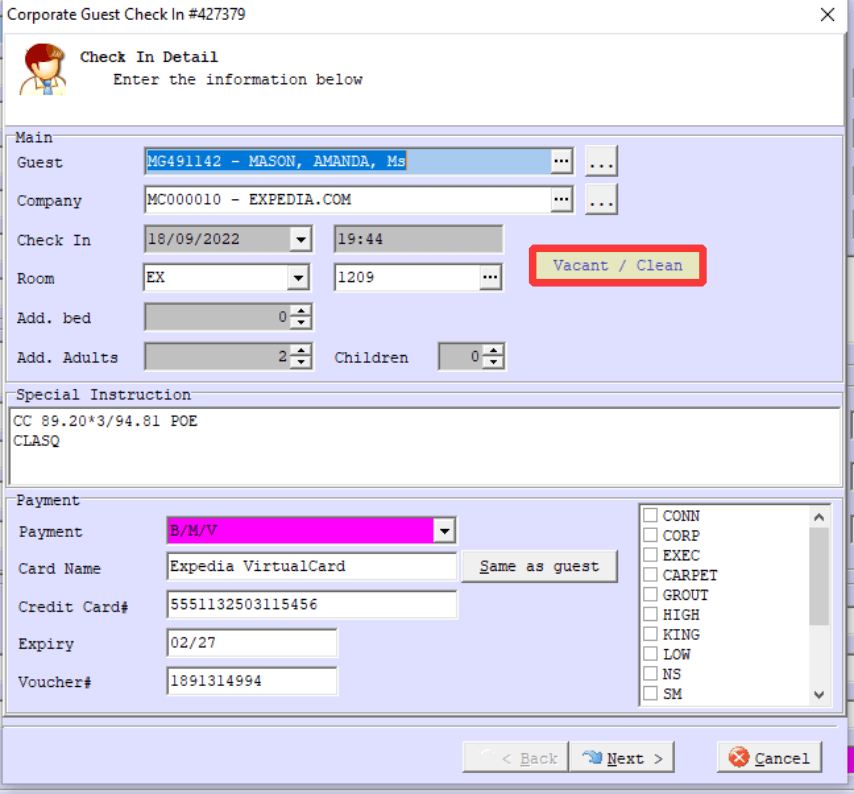 Corporate Guest Check In #427379
Check In Detail
Enter the information below
Main
Guest MG491142 - MASON, AMANDA, Ms ... ...
Company MC000010 - EXPEDIA.COM ... ...
Check In 18/09/2022 19:44
Vacant / Clean
Room EX 1209 ...
Add. bed 0
Add. Adults 2 Children 0
Special Instruction
CC 89.20*3/94.81 POE
CLASQ
Payment
Payment B/M/V
Card Name Expedia VirtualCard Same as guest
Credit Card# 5551132503115456
Expiry 02/27
Voucher# 1891314994
CONN
CORP
EXEC
CARPET
GROUT
HIGH
KING
LOW
NS
SM
< Back Next > Cancel